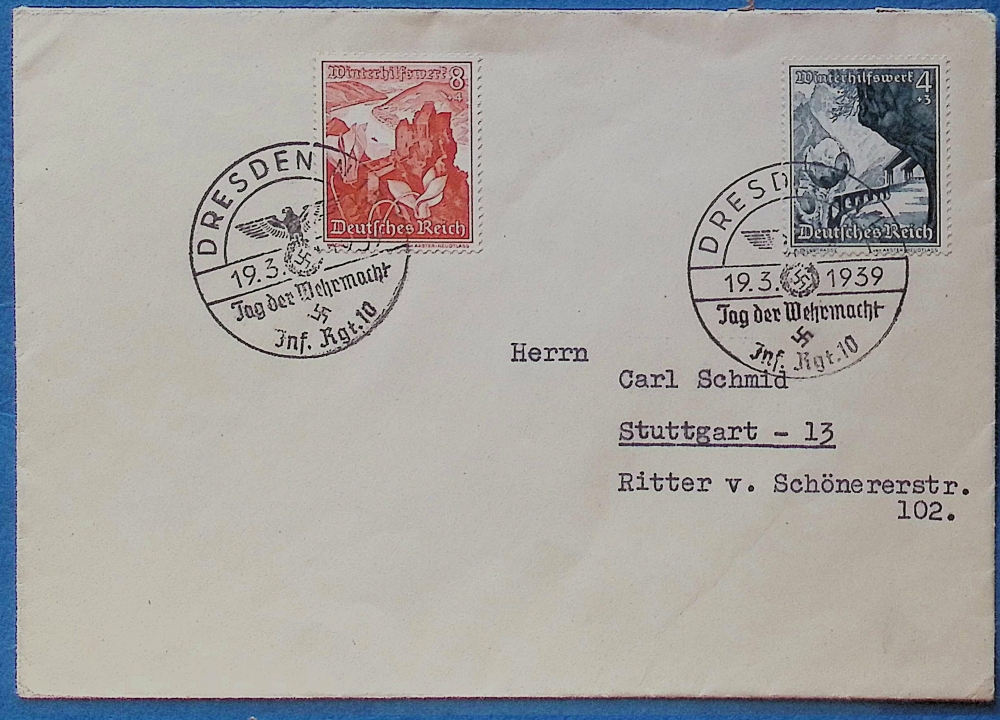 Winterhilfswerk 8
+4
Deutsches Reich
Winterhilfswerk 4
+3
Deutsches Reich
DRESDEN
19.3
Tag der Wehrmacht
Inf. Rgt. 10
DRESD
19.3. 1939
Tag der Wehrmacht
Inf. Rgt. 10
Herrn
Carl Schmid
Stuttgart - 13
Ritter v. Schönererstr.
102.